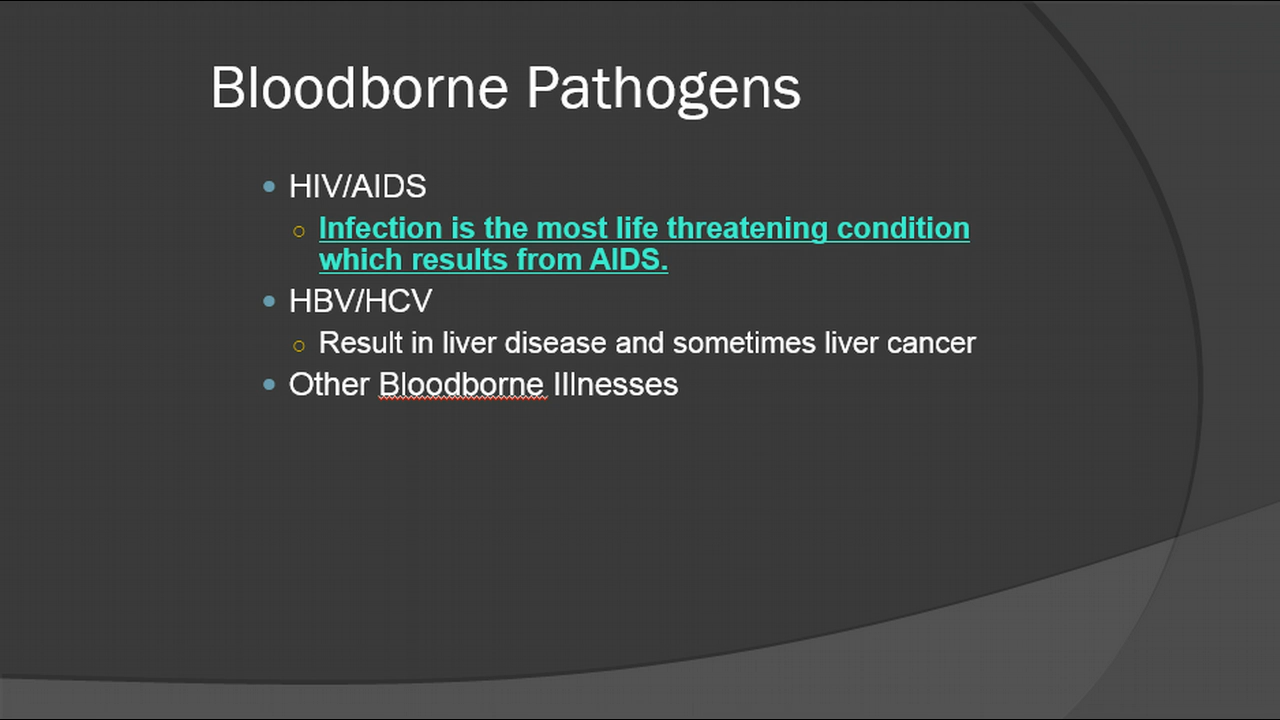 Bloodborne Pathogens
HIV/AIDS
Infection is the most life threatening condition
which results from AIDS.
HBV/HCV
Result in liver disease and sometimes liver cancer
Other Bloodborne Illnesses